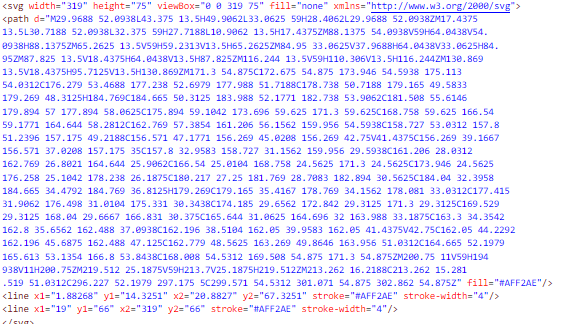 <svg width="319" height="75" viewBox="0 0 319 75" fill="none" xmlns="http://www.w3.org/2000/svg">
<path d="M29.9688 52.0938L43.375 13.5H49.9062L33.0625 59H28.4062L29.9688 52.0938ZM17.4375
13.5L30.7188 52.0938L32.375 59H27.7188L10.9062 13.5H17.4375ZM88.1375 54.0938V59H64.0438V54.
0938H88.1375ZM65.2625 13.5V59H59.2313V13.5H65.2625ZM84.95 33.0625V37.9688H64.0438V33.0625H84.
95ZM87.825 13.5V18.4375H64.0438V13.5H87.825ZM116.244 13.5V59H110.306V13.5H116.244ZM130.869
13.5V18.4375H95.7125V13.5H130.869ZM171.3 54.875C172.675 54.875 173.946 54.5938 175.113
54.0312C176.279 53.4688 177.238 52.6979 177.988 51.7188C178.738 50.7188 179.165 49.5833
179.269 48.3125H184.769C184.665 50.3125 183.988 52.1771 182.738 53.9062C181.508 55.6146
179.894 57 177.894 58.0625C175.894 59.1042 173.696 59.625 171.3 59.625C168.758 59.625 166.54
59.1771 164.644 58.2812C162.769 57.3854 161.206 56.1562 159.956 54.5938C158.727 53.0312 157.8
51.2396 157.175 49.2188C156.571 47.1771 156.269 45.0208 156.269 42.75V41.4375C156.269 39.1667
156.571 37.0208 157.175 35C157.8 32.9583 158.727 31.1562 159.956 29.5938C161.206 28.0312
162.769 26.8021 164.644 25.9062C166.54 25.0104 168.758 24.5625 171.3 24.5625C173.946 24.5625
176.258 25.1042 178.238 26.1875C180.217 27.25 181.769 28.7083 182.894 30.5625C184.04 32.3958
184.665 34.4792 184.769 36.8125H179.269C179.165 35.4167 178.769 34.1562 178.081 33.0312C177.415
31.9062 176.498 31.0104 175.331 30.3438C174.185 29.6562 172.842 29.3125 171.3 29.3125C169.529
29.3125 168.04 29.6667 166.831 30.375C165.644 31.0625 164.696 32 163.988 33.1875C163.3 34.3542
162.8 35.6562 162.488 37.0938C162.196 38.5104 162.05 39.9583 162.05 41.4375V42.75C162.05 44.2292
162.196 45.6875 162.488 47.125C162.779 48.5625 163.269 49.8646 163.956 51.0312C164.665 52.1979
165.613 53.1354 166.8 53.8438C168.008 54.5312 169.508 54.875 171.3 54.875ZM200.75 11V59H194
938V11H200.75ZM219.512 25.1875V59H213.7V25.1875H219.512ZM213.262 16.2188C213.262 15.281
.519 51.0312C296.227 52.1979 297.175 5C299.571 54.5312 301.071 54.875 302.862 54.875Z" fill="#AFF2AE"/>
<line x1="1.88268" y1="14.3251" x2="20.8827" y2="67.3251" stroke="#AFF2AE" stroke-width="4"/>
<line x1="19" y1="66" x2="319" y2="66" stroke="#AFF2AE" stroke-width="4"/>
</svg>